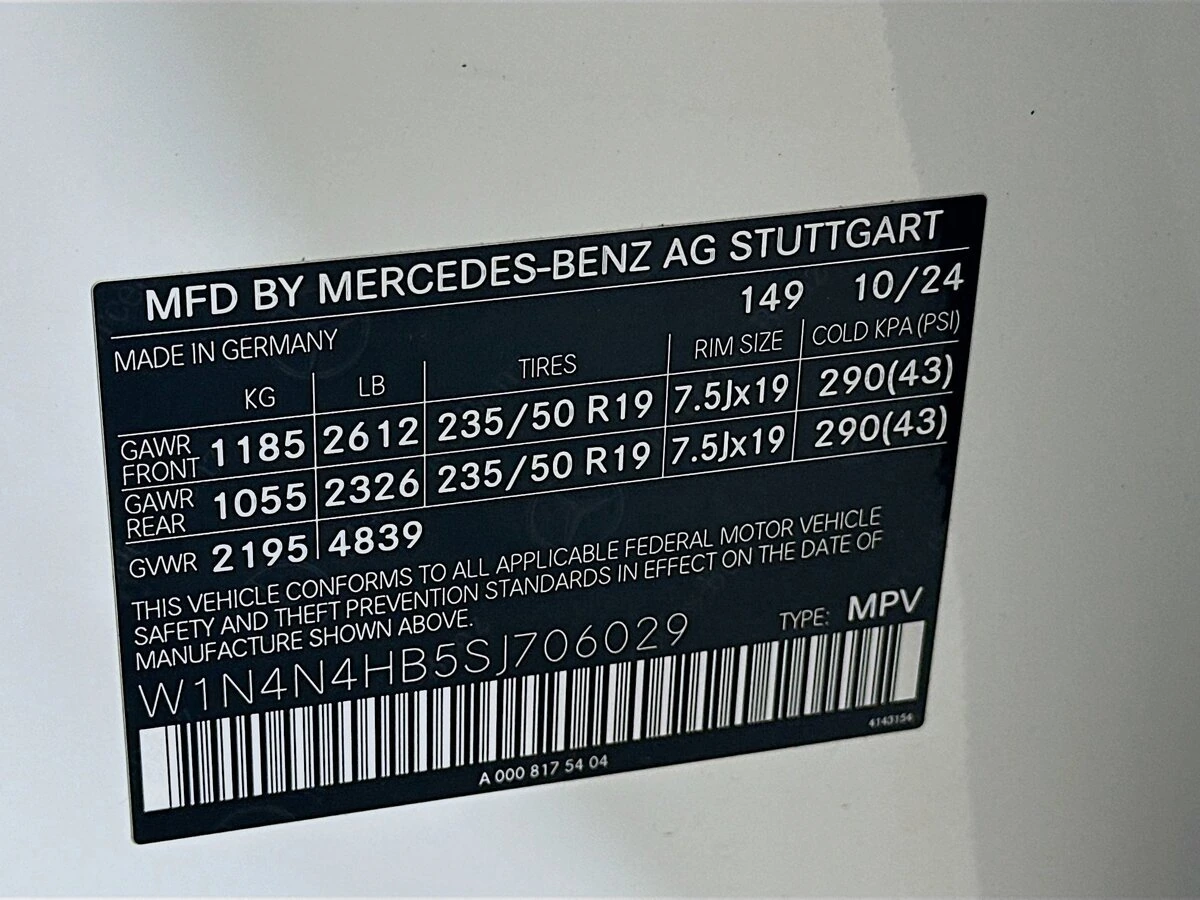 MFD BY MERCEDES-BENZ AG STUTTGART
MADE IN GERMANY 149 10/24
KG LB TIRES RIM SIZE COLD KPA (PSI)
GAWR FRONT 1185 2612 235/50 R19 7.5Jx19 290(43)
GAWR REAR 1055 2326 235/50 R19 7.5Jx19 290(43)
GVWR 2195 4839
THIS VEHICLE CONFORMS TO ALL APPLICABLE FEDERAL MOTOR VEHICLE
SAFETY AND THEFT PREVENTION STANDARDS IN EFFECT ON THE DATE OF
MANUFACTURE SHOWN ABOVE.
W1N4N4HB5SJ706029 TYPE: MPV
4143154
A 000 817 54 04